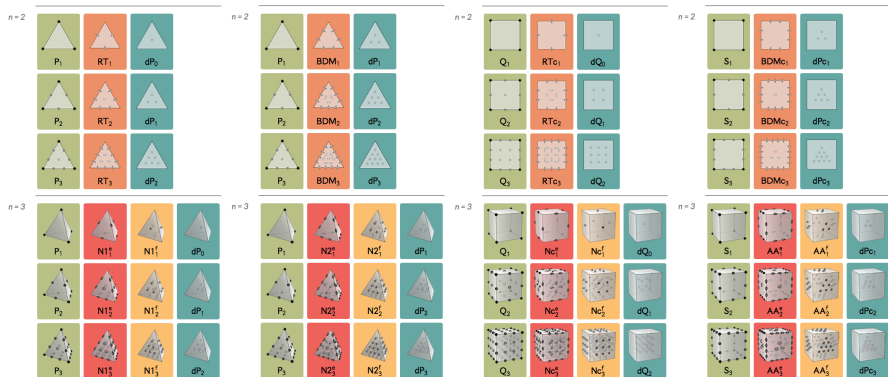 n=2 n=2 n=2 n=2
P₁ RT₁ dP₀ P₁ BDM₁ dP₁ Q₁ RTc₁ dQ₀ S₁ BDMc₁ dPc₁
P₂ RT₂ dP₁ P₂ BDM₂ dP₂ Q₂ RTc₂ dQ₁ S₂ BDMc₂ dPc₂
P₃ RT₃ dP₂ P₃ BDM₃ dP₃ Q₃ RTc₃ dQ₂ S₃ BDMc₃ dPc₃
n=3 n=3 n=3 n=3
P₁ N1ᵉ₁ N1ᶠ₁ dP₀ P₁ N2ᵉ₁ N2ᶠ₁ dP₁ Q₁ Ncᵉ₁ Ncᶠ₁ dQ₀ S₁ AAᵉ₁ AAᶠ₁ dPc₁
P₂ N1ᵉ₂ N1ᶠ₂ dP₁ P₂ N2ᵉ₂ N2ᶠ₂ dP₂ Q₂ Ncᵉ₂ Ncᶠ₂ dQ₁ S₂ AAᵉ₂ AAᶠ₂ dPc₂
P₃ N1ᵉ₃ N1ᶠ₃ dP₂ P₃ N2ᵉ₃ N2ᶠ₃ dP₃ Q₃ Ncᵉ₃ Ncᶠ₃ dQ₂ S₃ AAᵉ₃ AAᶠ₃ dPc₃